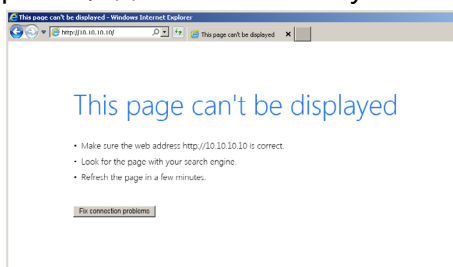 This page can't be displayed - Windows Internet Explorer
http://10.10.10.10/
This page can't be displayed
This page can't be displayed
• Make sure the web address http://10.10.10.10 is correct.
• Look for the page with your search engine.
• Refresh the page in a few minutes.
Fix connection problems